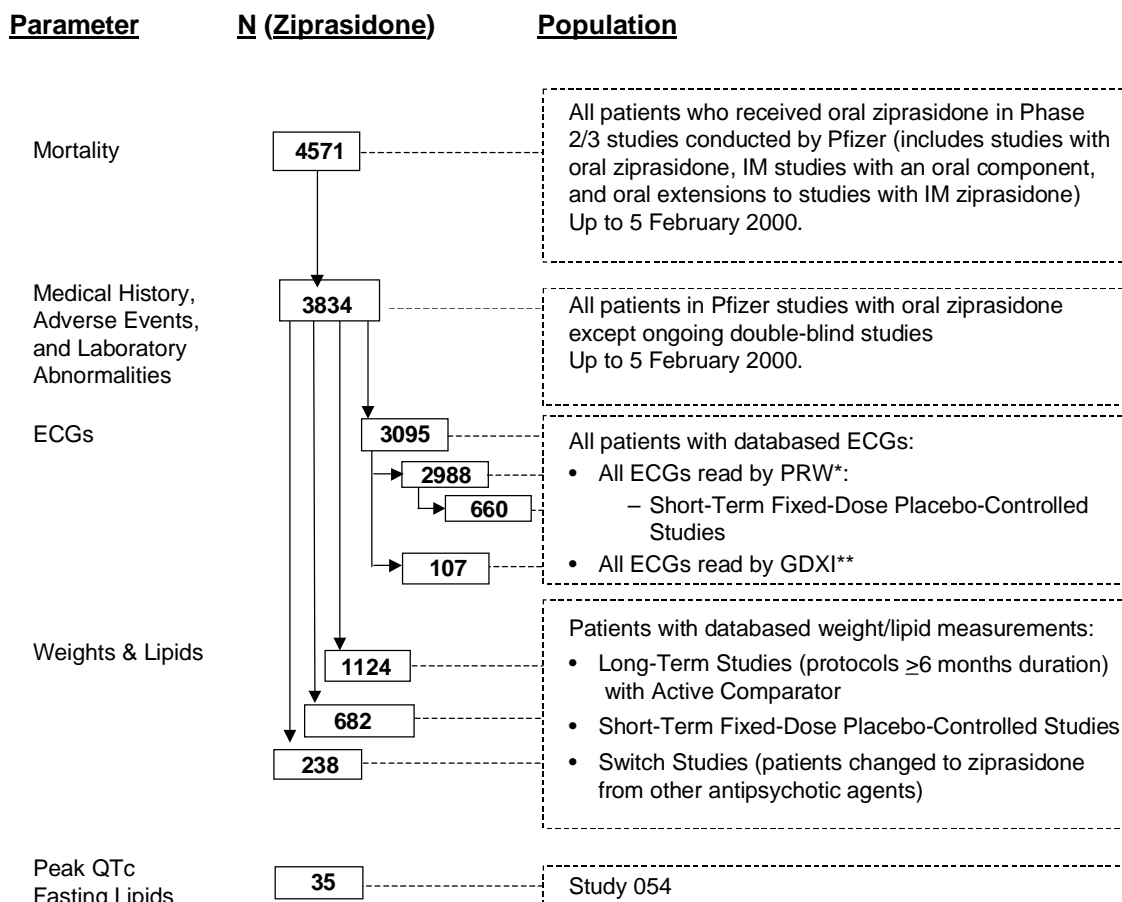 Parameter N (Ziprasidone) Population
Mortality
4571
All patients who received oral ziprasidone in Phase
2/3 studies conducted by Pfizer (includes studies with
oral ziprasidone, IM studies with an oral component,
and oral extensions to studies with IM ziprasidone)
Up to 5 February 2000.
Medical History,
Adverse Events,
and Laboratory
Abnormalities
3834
All patients in Pfizer studies with oral ziprasidone
except ongoing double-blind studies
Up to 5 February 2000.
ECGs
3095
2988
660
107
All patients with databased ECGs:
• All ECGs read by PRW*:
– Short-Term Fixed-Dose Placebo-Controlled
Studies
• All ECGs read by GDXI**
Weights & Lipids
1124
682
238
Patients with databased weight/lipid measurements:
• Long-Term Studies (protocols ≥6 months duration)
with Active Comparator
• Short-Term Fixed-Dose Placebo-Controlled Studies
• Switch Studies (patients changed to ziprasidone
from other antipsychotic agents)
Peak QTc
Fasting Lipids
35
Study 054